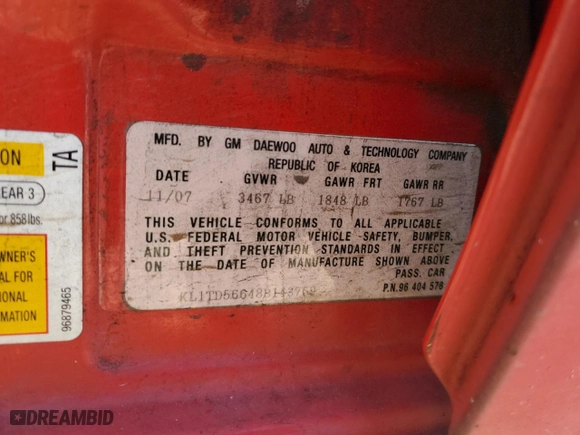 MFD. BY GM DAEWOO AUTO & TECHNOLOGY COMPANY
REPUBLIC OF KOREA
DATE GVWR GAWR FRT GAWR RR
11/07 3467 LB 1848 LB 1767 LB
THIS VEHICLE CONFORMS TO ALL APPLICABLE
U.S. FEDERAL MOTOR VEHICLE SAFETY, BUMPER,
AND THEFT PREVENTION STANDARDS IN EFFECT
ON THE DATE OF MANUFACTURE SHOWN ABOVE
PASS. CAR
P.N.96 404 576
ON
TA
EAR 3
or 858 lbs.
WNER'S
AL FOR
IONAL
RMATION
96879465
DREAMBID